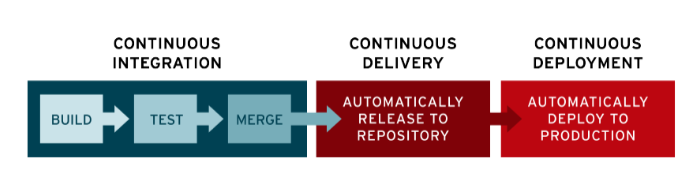 CONTINUOUS
INTEGRATION
CONTINUOUS
DELIVERY
CONTINUOUS
DEPLOYMENT
BUILD
TEST
MERGE
AUTOMATICALLY
RELEASE TO
REPOSITORY
AUTOMATICALLY
DEPLOY TO
PRODUCTION